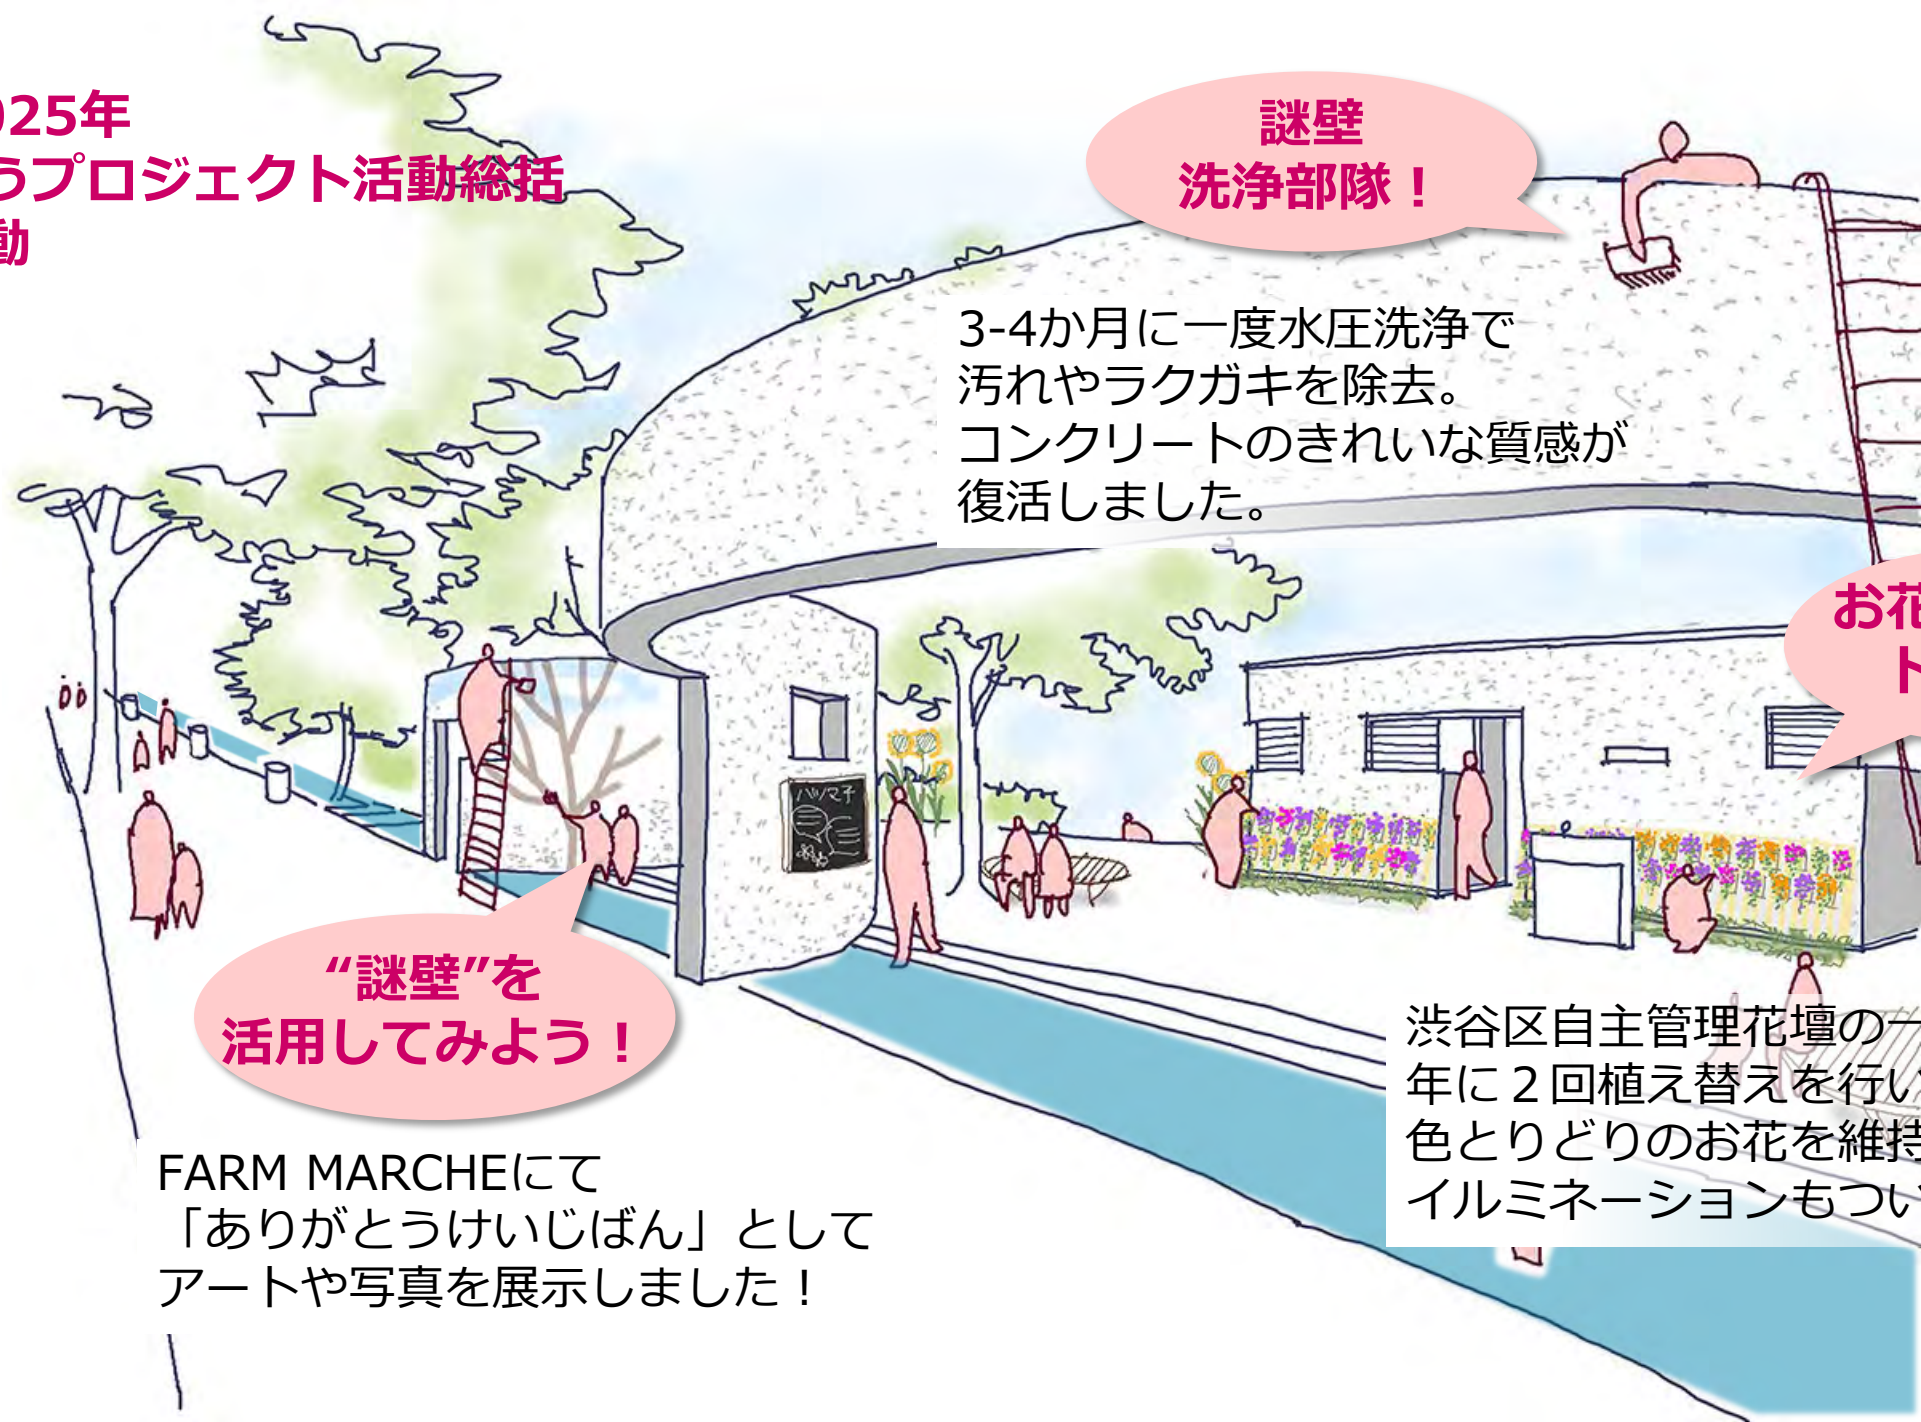 025年
うプロジェクト活動総括
動
謎壁
洗浄部隊！
3-4か月に一度水圧洗浄で
汚れやラクガキを除去。
コンクリートのきれいな質感が
復活しました。
お花
ト
ハツマ子
“謎壁”を
活用してみよう！
FARM MARCHEにて
「ありがとうけいじばん」として
アートや写真を展示しました！
渋谷区自主管理花壇の一
年に２回植え替えを行い
色とりどりのお花を維持
イルミネーションもつい